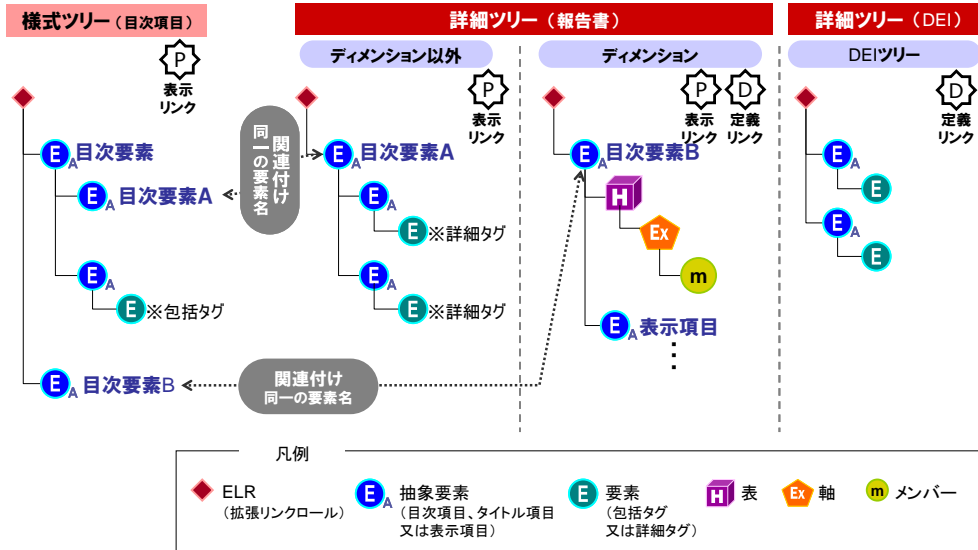 様式ツリー（目次項目）
P
表示
リンク
E A 目次要素
E A 目次要素A
E A
E ※包括タグ
E A 目次要素B
関連付け
同一の要素名
関連付け
同一の要素名
詳細ツリー（報告書）
ディメンション以外
P
表示
リンク
E A 目次要素A
E A
E ※詳細タグ
E A
E ※詳細タグ
ディメンション
P
表示
リンク
D
定義
リンク
E A 目次要素B
H
Ex
m
E A 表示項目
詳細ツリー（DEI）
DEIツリー
D
定義
リンク
E A
E
E A
E
凡例
ELR
（拡張リンクロール）
E A 抽象要素
（目次項目、タイトル項目
又は表示項目）
E 要素
（包括タグ
又は詳細タグ）
H 表
Ex 軸
m メンバー